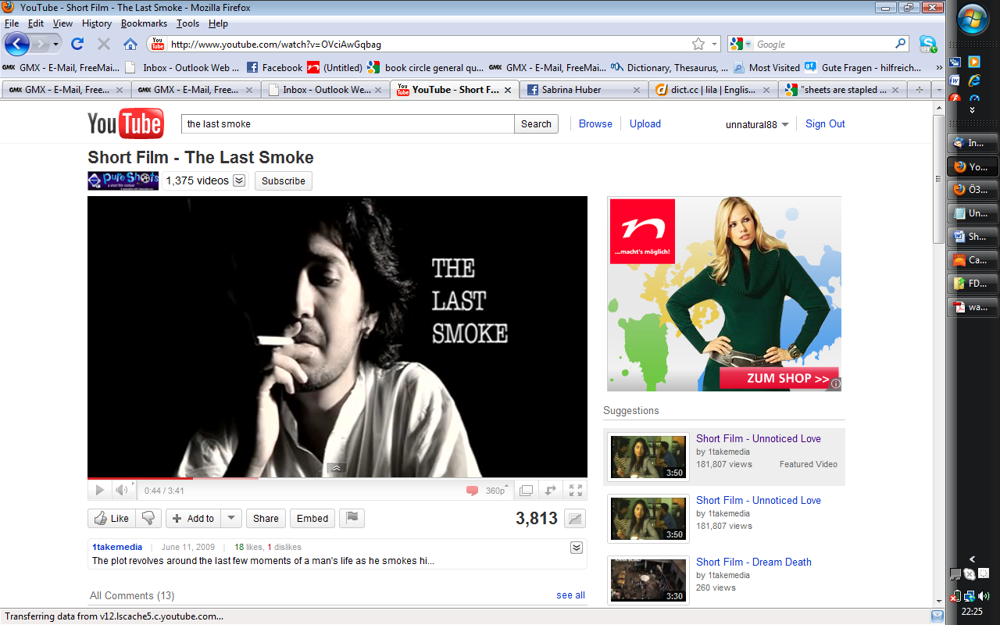 YouTube - Short Film - The Last Smoke - Mozilla Firefox
File Edit View History Bookmarks Tools Help
You Tube http://www.youtube.com/watch?v=OVciAwGqbag Google
GMX GMX - E-Mail, FreeMai... Inbox - Outlook Web ... Facebook (Untitled) book circle general qu... GMX GMX - E-Mail, FreeMai... Dictionary, Thesaurus, ... Most Visited Gute Fragen - hilfreich... »
GMX GMX - E-Mail, Free... GMX GMX - E-Mail, Free... Inbox - Outlook We... You Tube YouTube - Short F... Sabrina Huber dict.cc | lila | Englis... "sheets are stapled ...
YouTube the last smoke Search Browse Upload unnatural88 Sign Out
Short Film - The Last Smoke
pure Shots
1,375 videos Subscribe
THE
LAST
SMOKE
0:44 / 3:41 360p
Like Add to Share Embed 3,813
1takemedia | June 11, 2009 | 18 likes, 1 dislikes
The plot revolves around the last few moments of a man's life as he smokes hi...
All Comments (13) see all
...macht's möglich!
ZUM SHOP >>
Suggestions
Short Film - Unnoticed Love
by 1takemedia
181,807 views Featured Video
3:50
Short Film - Unnoticed Love
by 1takemedia
181,807 views
3:50
Short Film - Dream Death
by 1takemedia
260 views
3:30
Transferring data from v12.lscache5.c.youtube.com...
In...
Yo...
Ö3...
Un...
Sh...
Ca...
FD...
wa...
22:25